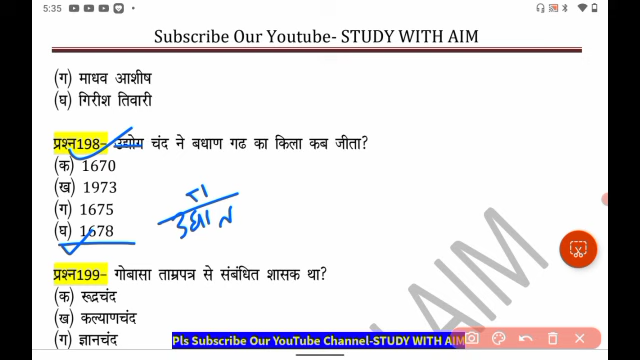 5:35
Subscribe Our Youtube- STUDY WITH AIM
(ग) माधव आशीष
(घ) गिरीश तिवारी
प्रश्न198- उद्योग चंद ने बधाण गढ का किला कब जीता?
(क) 1670
(ख) 1973
(ग) 1675
(घ) 1678
प्रश्न199- गोबासा ताम्रपत्र से संबंधित शासक था?
(क) रूद्रचंद
(ख) कल्याणचंद
(ग) ज्ञानचंद
Pls Subscribe Our YouTube Channel-STUDY WITH AIM
AIM